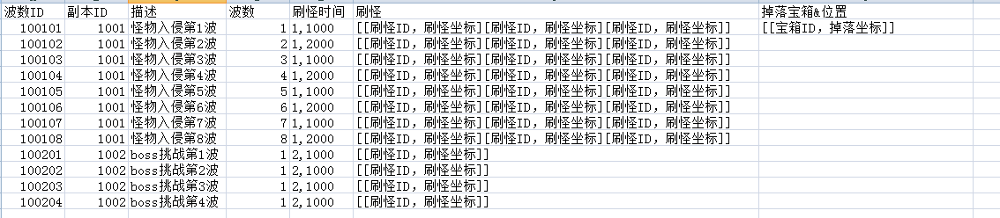 波数ID 副本ID 描述 波数 刷怪时间 刷怪 掉落宝箱&位置
100101 1001 怪物入侵第1波 1 1,1000 [[刷怪ID，刷怪坐标][刷怪ID，刷怪坐标][刷怪ID，刷怪坐标]] [[宝箱ID，掉落坐标]]
100102 1001 怪物入侵第2波 2 1,2000 [[刷怪ID，刷怪坐标][刷怪ID，刷怪坐标][刷怪ID，刷怪坐标]]
100103 1001 怪物入侵第3波 3 1,1000 [[刷怪ID，刷怪坐标][刷怪ID，刷怪坐标][刷怪ID，刷怪坐标]]
100104 1001 怪物入侵第4波 4 1,2000 [[刷怪ID，刷怪坐标][刷怪ID，刷怪坐标][刷怪ID，刷怪坐标]]
100105 1001 怪物入侵第5波 5 1,1000 [[刷怪ID，刷怪坐标][刷怪ID，刷怪坐标][刷怪ID，刷怪坐标]]
100106 1001 怪物入侵第6波 6 1,2000 [[刷怪ID，刷怪坐标][刷怪ID，刷怪坐标][刷怪ID，刷怪坐标]]
100107 1001 怪物入侵第7波 7 1,1000 [[刷怪ID，刷怪坐标][刷怪ID，刷怪坐标][刷怪ID，刷怪坐标]]
100108 1001 怪物入侵第8波 8 1,2000 [[刷怪ID，刷怪坐标][刷怪ID，刷怪坐标][刷怪ID，刷怪坐标]]
100201 1002 boss挑战第1波 1 2,1000 [[刷怪ID，刷怪坐标]]
100202 1002 boss挑战第2波 1 2,1000 [[刷怪ID，刷怪坐标]]
100203 1002 boss挑战第3波 1 2,1000 [[刷怪ID，刷怪坐标]]
100204 1002 boss挑战第4波 1 2,1000 [[刷怪ID，刷怪坐标]]